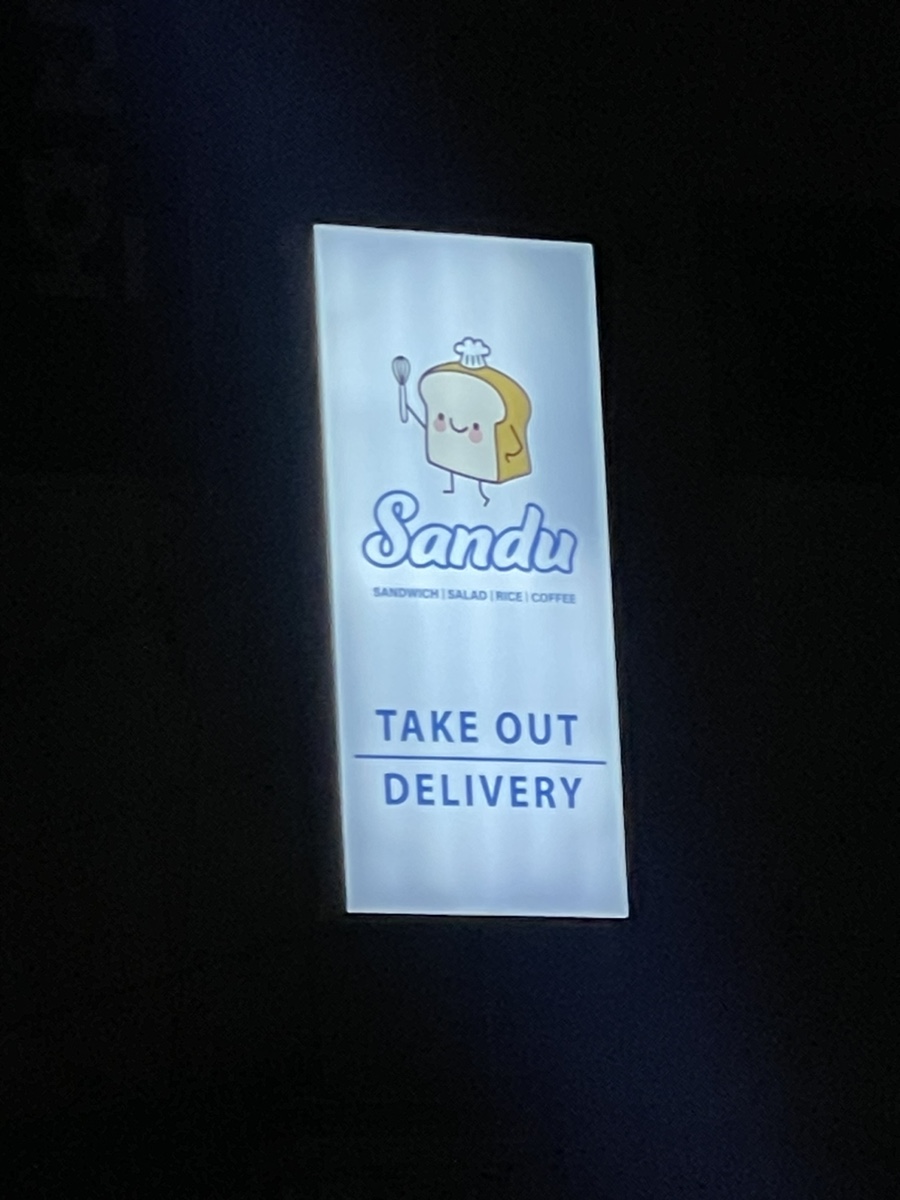 Sandu
SANDWICH | SALAD | RICE | COFFEE
TAKE OUT
DELIVERY